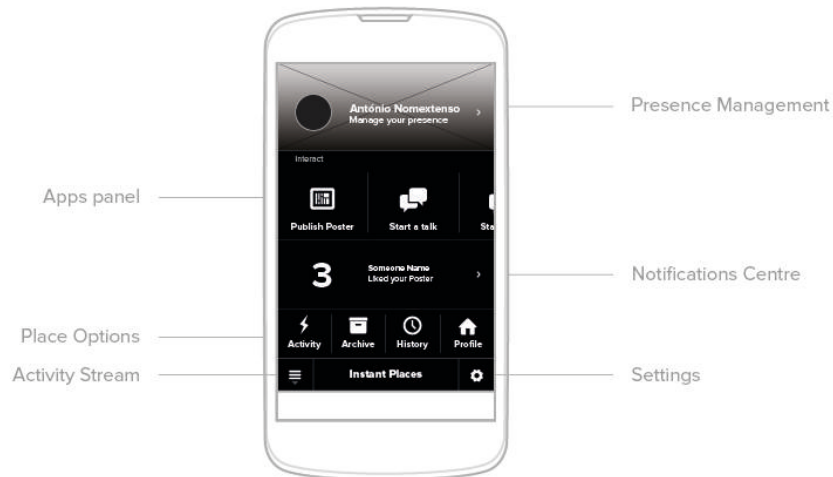 António Nomextenso
Manage your presence
Presence Management
Interact
Apps panel
Publish Poster
Start a talk
Sta
3
Someone Name
Liked your Poster
Notifications Centre
Place Options
Activity
Archive
History
Profile
Activity Stream
Instant Places
Settings